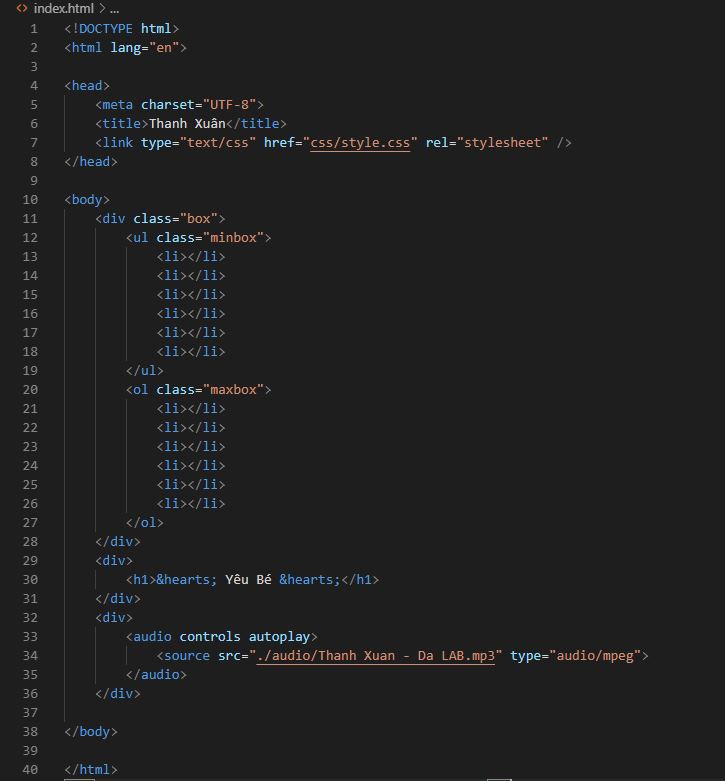 index.html > ...
1 <!DOCTYPE html>
2 <html lang="en">
3
4 <head>
5 <meta charset="UTF-8">
6 <title>Thanh Xuân</title>
7 <link type="text/css" href="css/style.css" rel="stylesheet" />
8 </head>
9
10 <body>
11 <div class="box">
12 <ul class="minbox">
13 <li></li>
14 <li></li>
15 <li></li>
16 <li></li>
17 <li></li>
18 <li></li>
19 </ul>
20 <ol class="maxbox">
21 <li></li>
22 <li></li>
23 <li></li>
24 <li></li>
25 <li></li>
26 <li></li>
27 </ol>
28 </div>
29 <div>
30 <h1>&hearts; Yêu Bé &hearts;</h1>
31 </div>
32 <div>
33 <audio controls autoplay>
34 <source src="./audio/Thanh Xuan - Da LAB.mp3" type="audio/mpeg">
35 </audio>
36 </div>
37
38 </body>
39
40 </html>